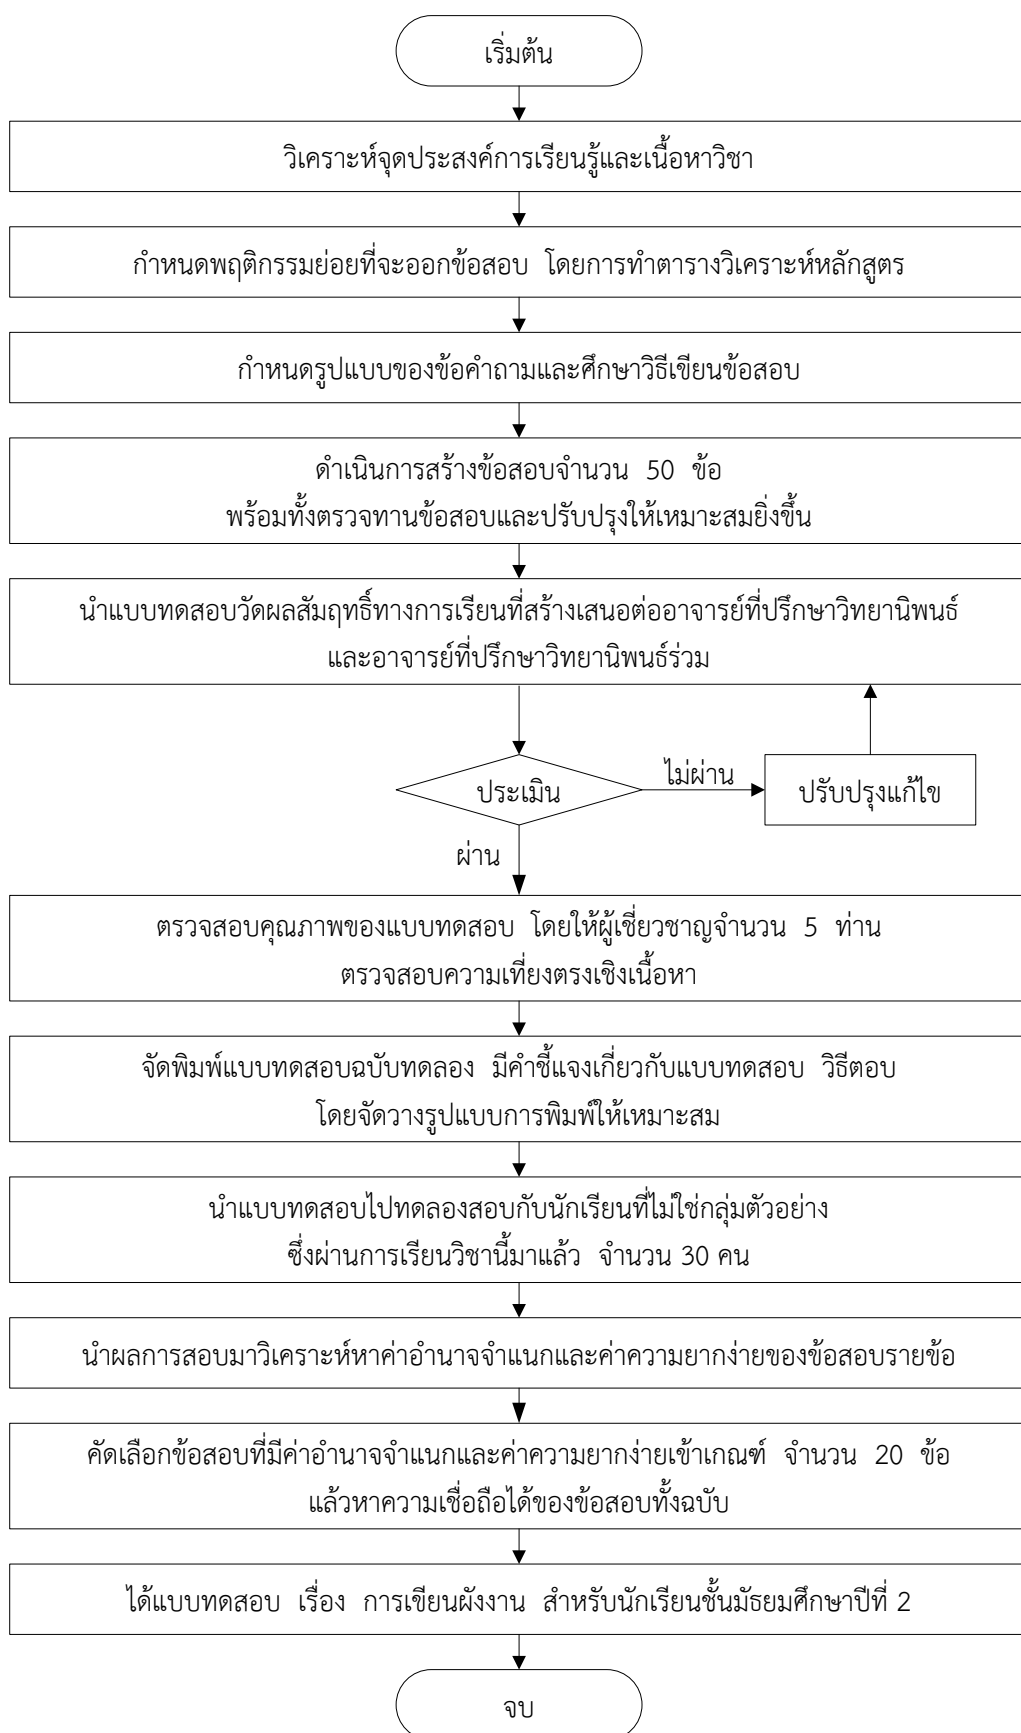 เริ่มต้น
วิเคราะห์จุดประสงค์การเรียนรู้และเนื้อหาวิชา
กำหนดพฤติกรรมย่อยที่จะออกข้อสอบ โดยการทำตารางวิเคราะห์หลักสูตร
กำหนดรูปแบบของข้อคำถามและศึกษาวิธีเขียนข้อสอบ
ดำเนินการสร้างข้อสอบจำนวน 50 ข้อ
พร้อมทั้งตรวจทานข้อสอบและปรับปรุงให้เหมาะสมยิ่งขึ้น
นำแบบทดสอบวัดผลสัมฤทธิ์ทางการเรียนที่สร้างเสนอต่ออาจารย์ที่ปรึกษาวิทยานิพนธ์
และอาจารย์ที่ปรึกษาวิทยานิพนธ์ร่วม
ประเมิน
ไม่ผ่าน
ปรับปรุงแก้ไข
ผ่าน
ตรวจสอบคุณภาพของแบบทดสอบ โดยให้ผู้เชี่ยวชาญจำนวน 5 ท่าน
ตรวจสอบความเที่ยงตรงเชิงเนื้อหา
จัดพิมพ์แบบทดสอบฉบับทดลอง มีคำชี้แจงเกี่ยวกับแบบทดสอบ วิธีตอบ
โดยจัดวางรูปแบบการพิมพ์ให้เหมาะสม
นำแบบทดสอบไปทดลองสอบกับนักเรียนที่ไม่ใช่กลุ่มตัวอย่าง
ซึ่งผ่านการเรียนวิชานี้มาแล้ว จำนวน 30 คน
นำผลการสอบมาวิเคราะห์หาค่าอำนาจจำแนกและค่าความยากง่ายของข้อสอบรายข้อ
คัดเลือกข้อสอบที่มีค่าอำนาจจำแนกและค่าความยากง่ายเข้าเกณฑ์ จำนวน 20 ข้อ
แล้วหาความเชื่อถือได้ของข้อสอบทั้งฉบับ
ได้แบบทดสอบ เรื่อง การเขียนผังงาน สำหรับนักเรียนชั้นมัธยมศึกษาปีที่ 2
จบ